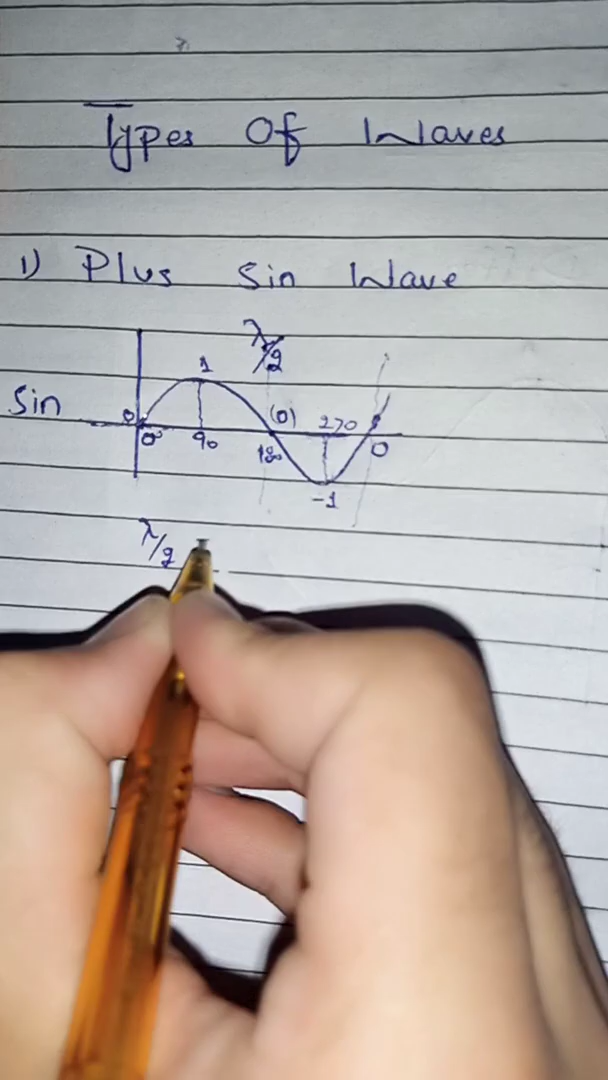 Types Of Waves
1) Plus Sin Wave
λ/2
1
Sin
0 (0) 270
0° 90 180 0
-1
λ/2